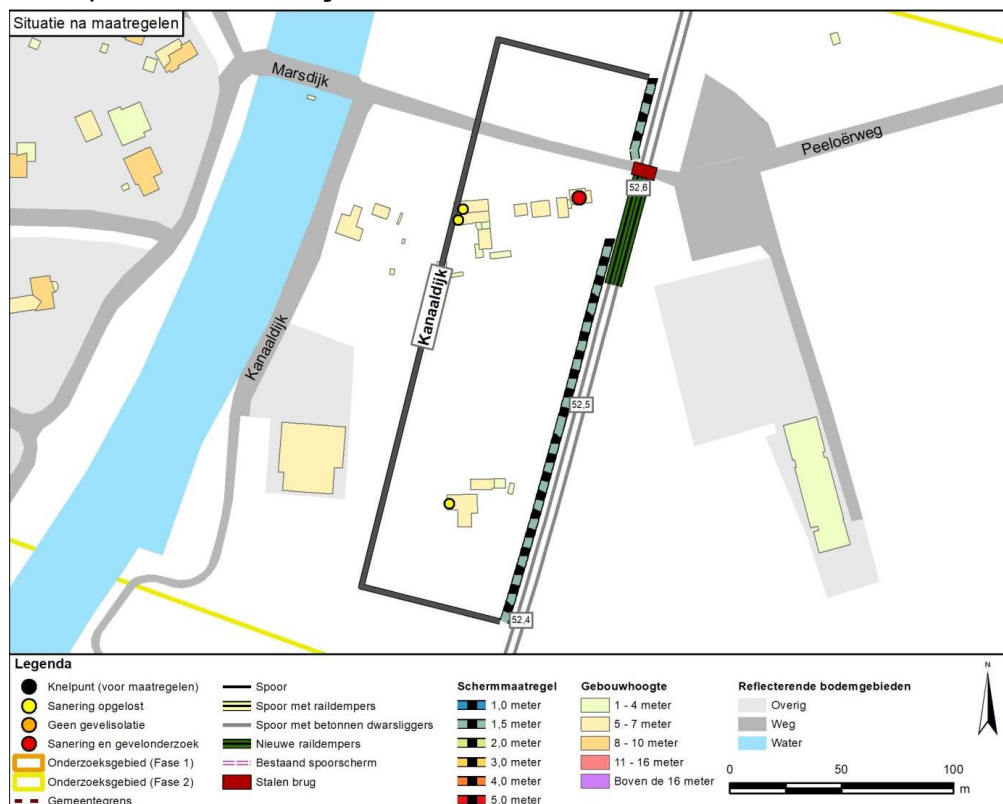 Situatie na maatregelen
Marsdijk
Peeloërweg
52,6
Kanaaldijk
Kanaaldijk
52,5
52,4
Legenda
Knelpunt (voor maatregelen)
Sanering opgelost
Geen gevelisolatie
Sanering en gevelonderzoek
Onderzoeksgebied (Fase 1)
Onderzoeksgebied (Fase 2)
Gemeentegrens
Spoor
Spoor met raildempers
Spoor met betonnen dwarsliggers
Nieuwe raildempers
Bestaand spoorscherm
Stalen brug
Schermmaatregel
1,0 meter
1,5 meter
2,0 meter
3,0 meter
4,0 meter
5,0 meter
Gebouwhoogte
1 - 4 meter
5 - 7 meter
8 - 10 meter
11 - 16 meter
Boven de 16 meter
Reflecterende bodemgebieden
Overig
Weg
Water
N
0 50 100
m